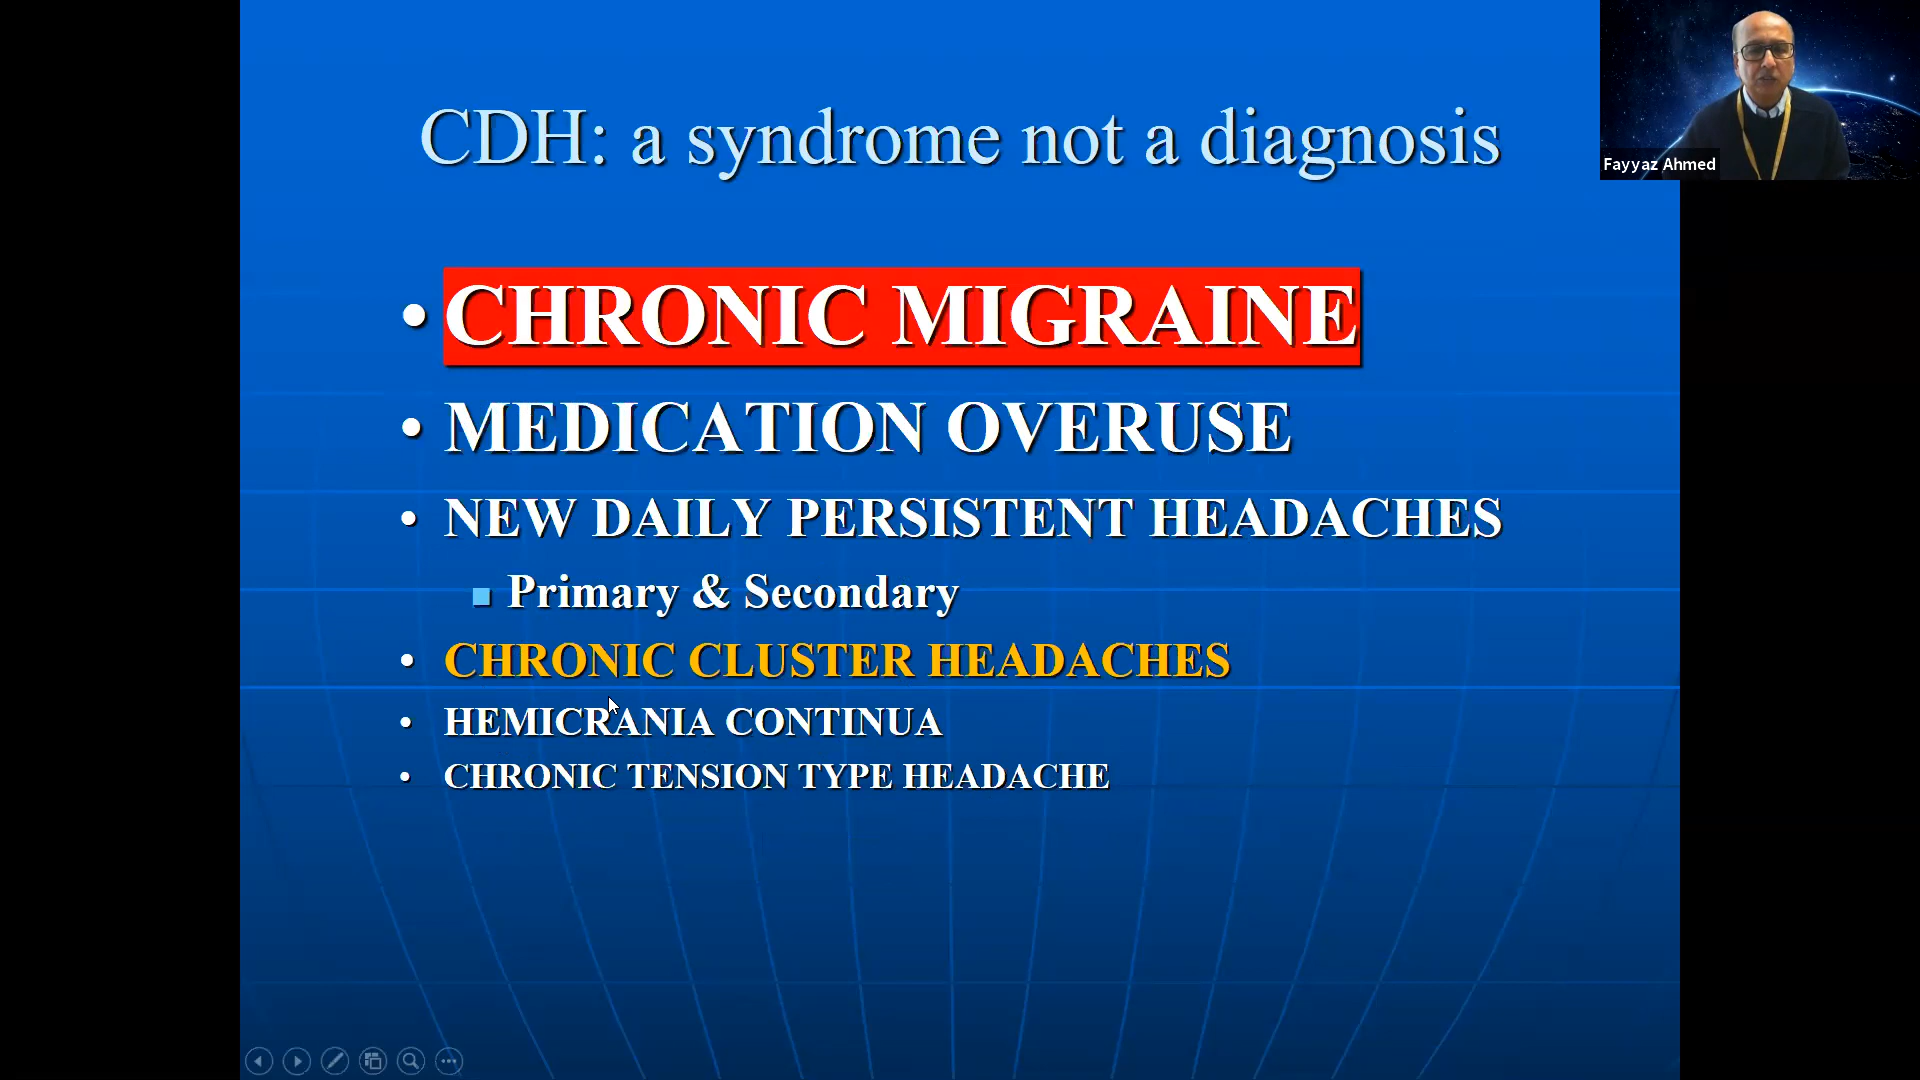 CDH: a syndrome not a diagnosis
• CHRONIC MIGRAINE
• MEDICATION OVERUSE
• NEW DAILY PERSISTENT HEADACHES
■ Primary & Secondary
• CHRONIC CLUSTER HEADACHES
• HEMICRANIA CONTINUA
• CHRONIC TENSION TYPE HEADACHE
Fayyaz Ahmed